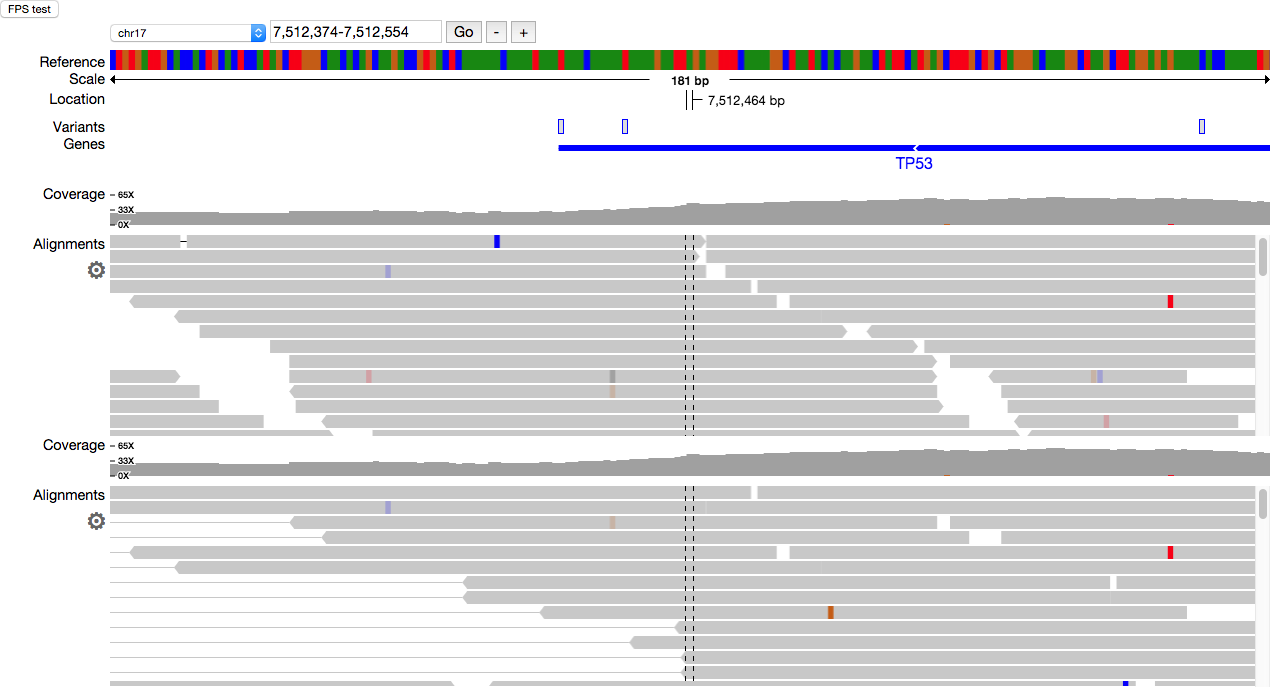 FPS test
chr17 7,512,374-7,512,554 Go - +
Reference
Scale 181 bp
Location 7,512,464 bp
Variants
Genes
TP53
Coverage 65X
33X
0X
Alignments
Coverage 65X
33X
0X
Alignments